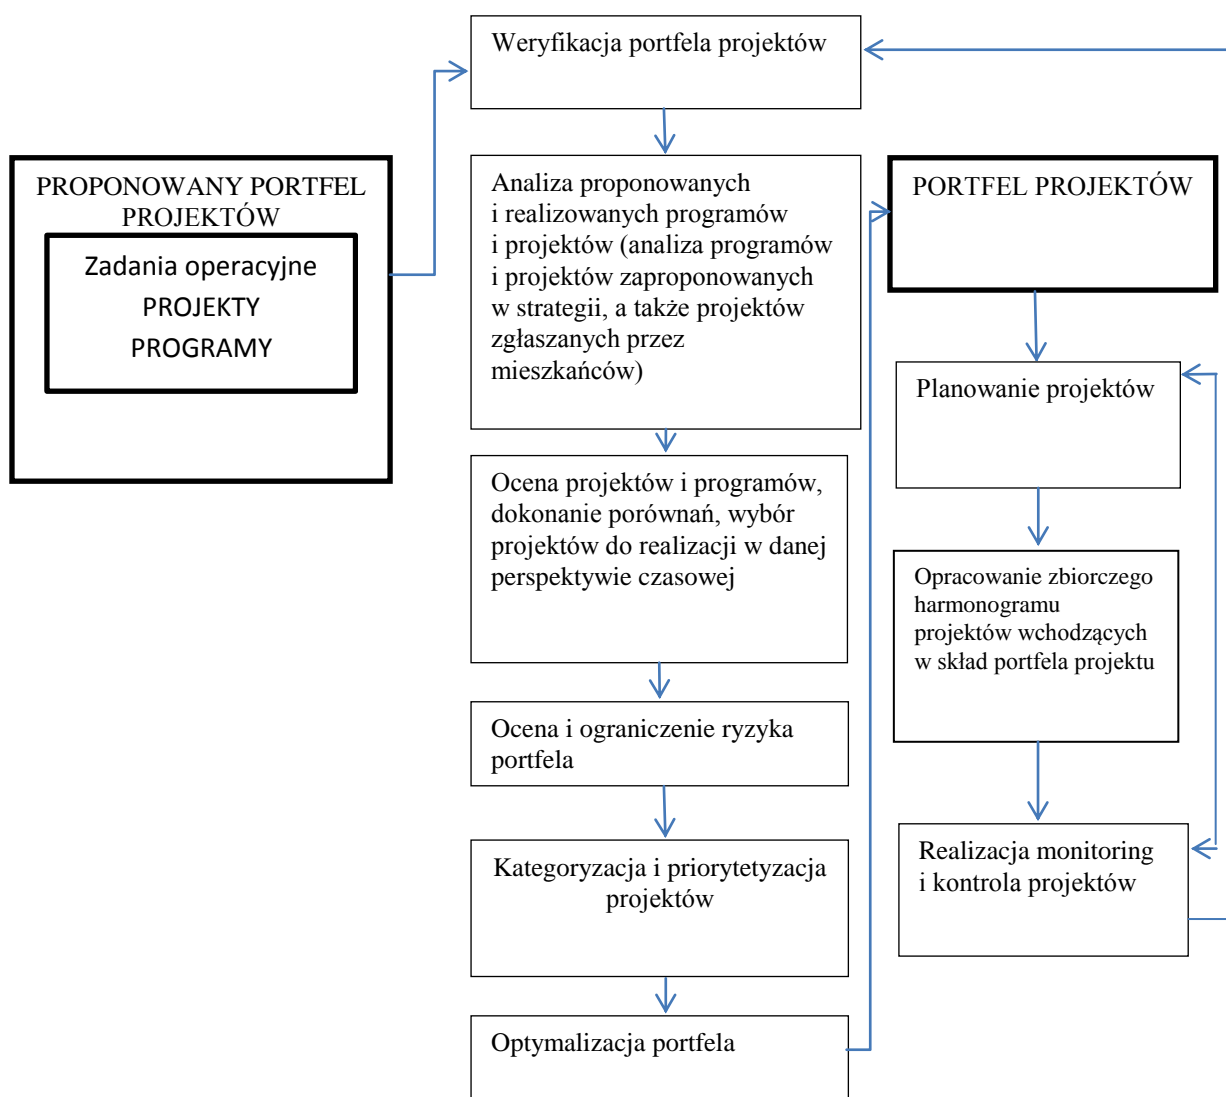 Weryfikacja portfela projektów
PROPONOWANY PORTFEL
PROJEKTÓW
Zadania operacyjne
PROJEKTY
PROGRAMY
Analiza proponowanych
i realizowanych programów
i projektów (analiza programów
i projektów zaproponowanych
w strategii, a także projektów
zgłaszanych przez
mieszkańców)
Ocena projektów i programów,
dokonanie porównań, wybór
projektów do realizacji w danej
perspektywie czasowej
Ocena i ograniczenie ryzyka
portfela
Kategoryzacja i priorytetyzacja
projektów
Optymalizacja portfela
PORTFEL PROJEKTÓW
Planowanie projektów
Opracowanie zbiorczego
harmonogramu
projektów wchodzących
w skład portfela projektu
Realizacja monitoring
i kontrola projektów